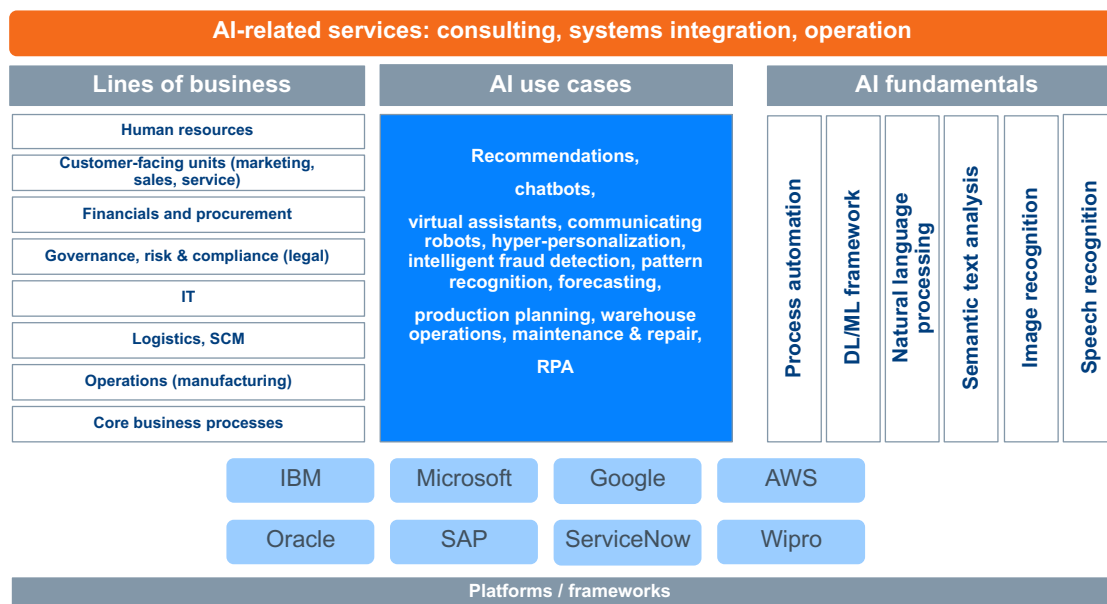 AI-related services: consulting, systems integration, operation
Lines of business
Human resources
Customer-facing units (marketing,
sales, service)
Financials and procurement
Governance, risk & compliance (legal)
IT
Logistics, SCM
Operations (manufacturing)
Core business processes
AI use cases
Recommendations,
chatbots,
virtual assistants, communicating
robots, hyper-personalization,
intelligent fraud detection, pattern
recognition, forecasting,
production planning, warehouse
operations, maintenance & repair,
RPA
AI fundamentals
Process automation
DL/ML framework
Natural language
processing
Semantic text analysis
Image recognition
Speech recognition
IBM
Microsoft
Google
AWS
Oracle
SAP
ServiceNow
Wipro
Platforms / frameworks